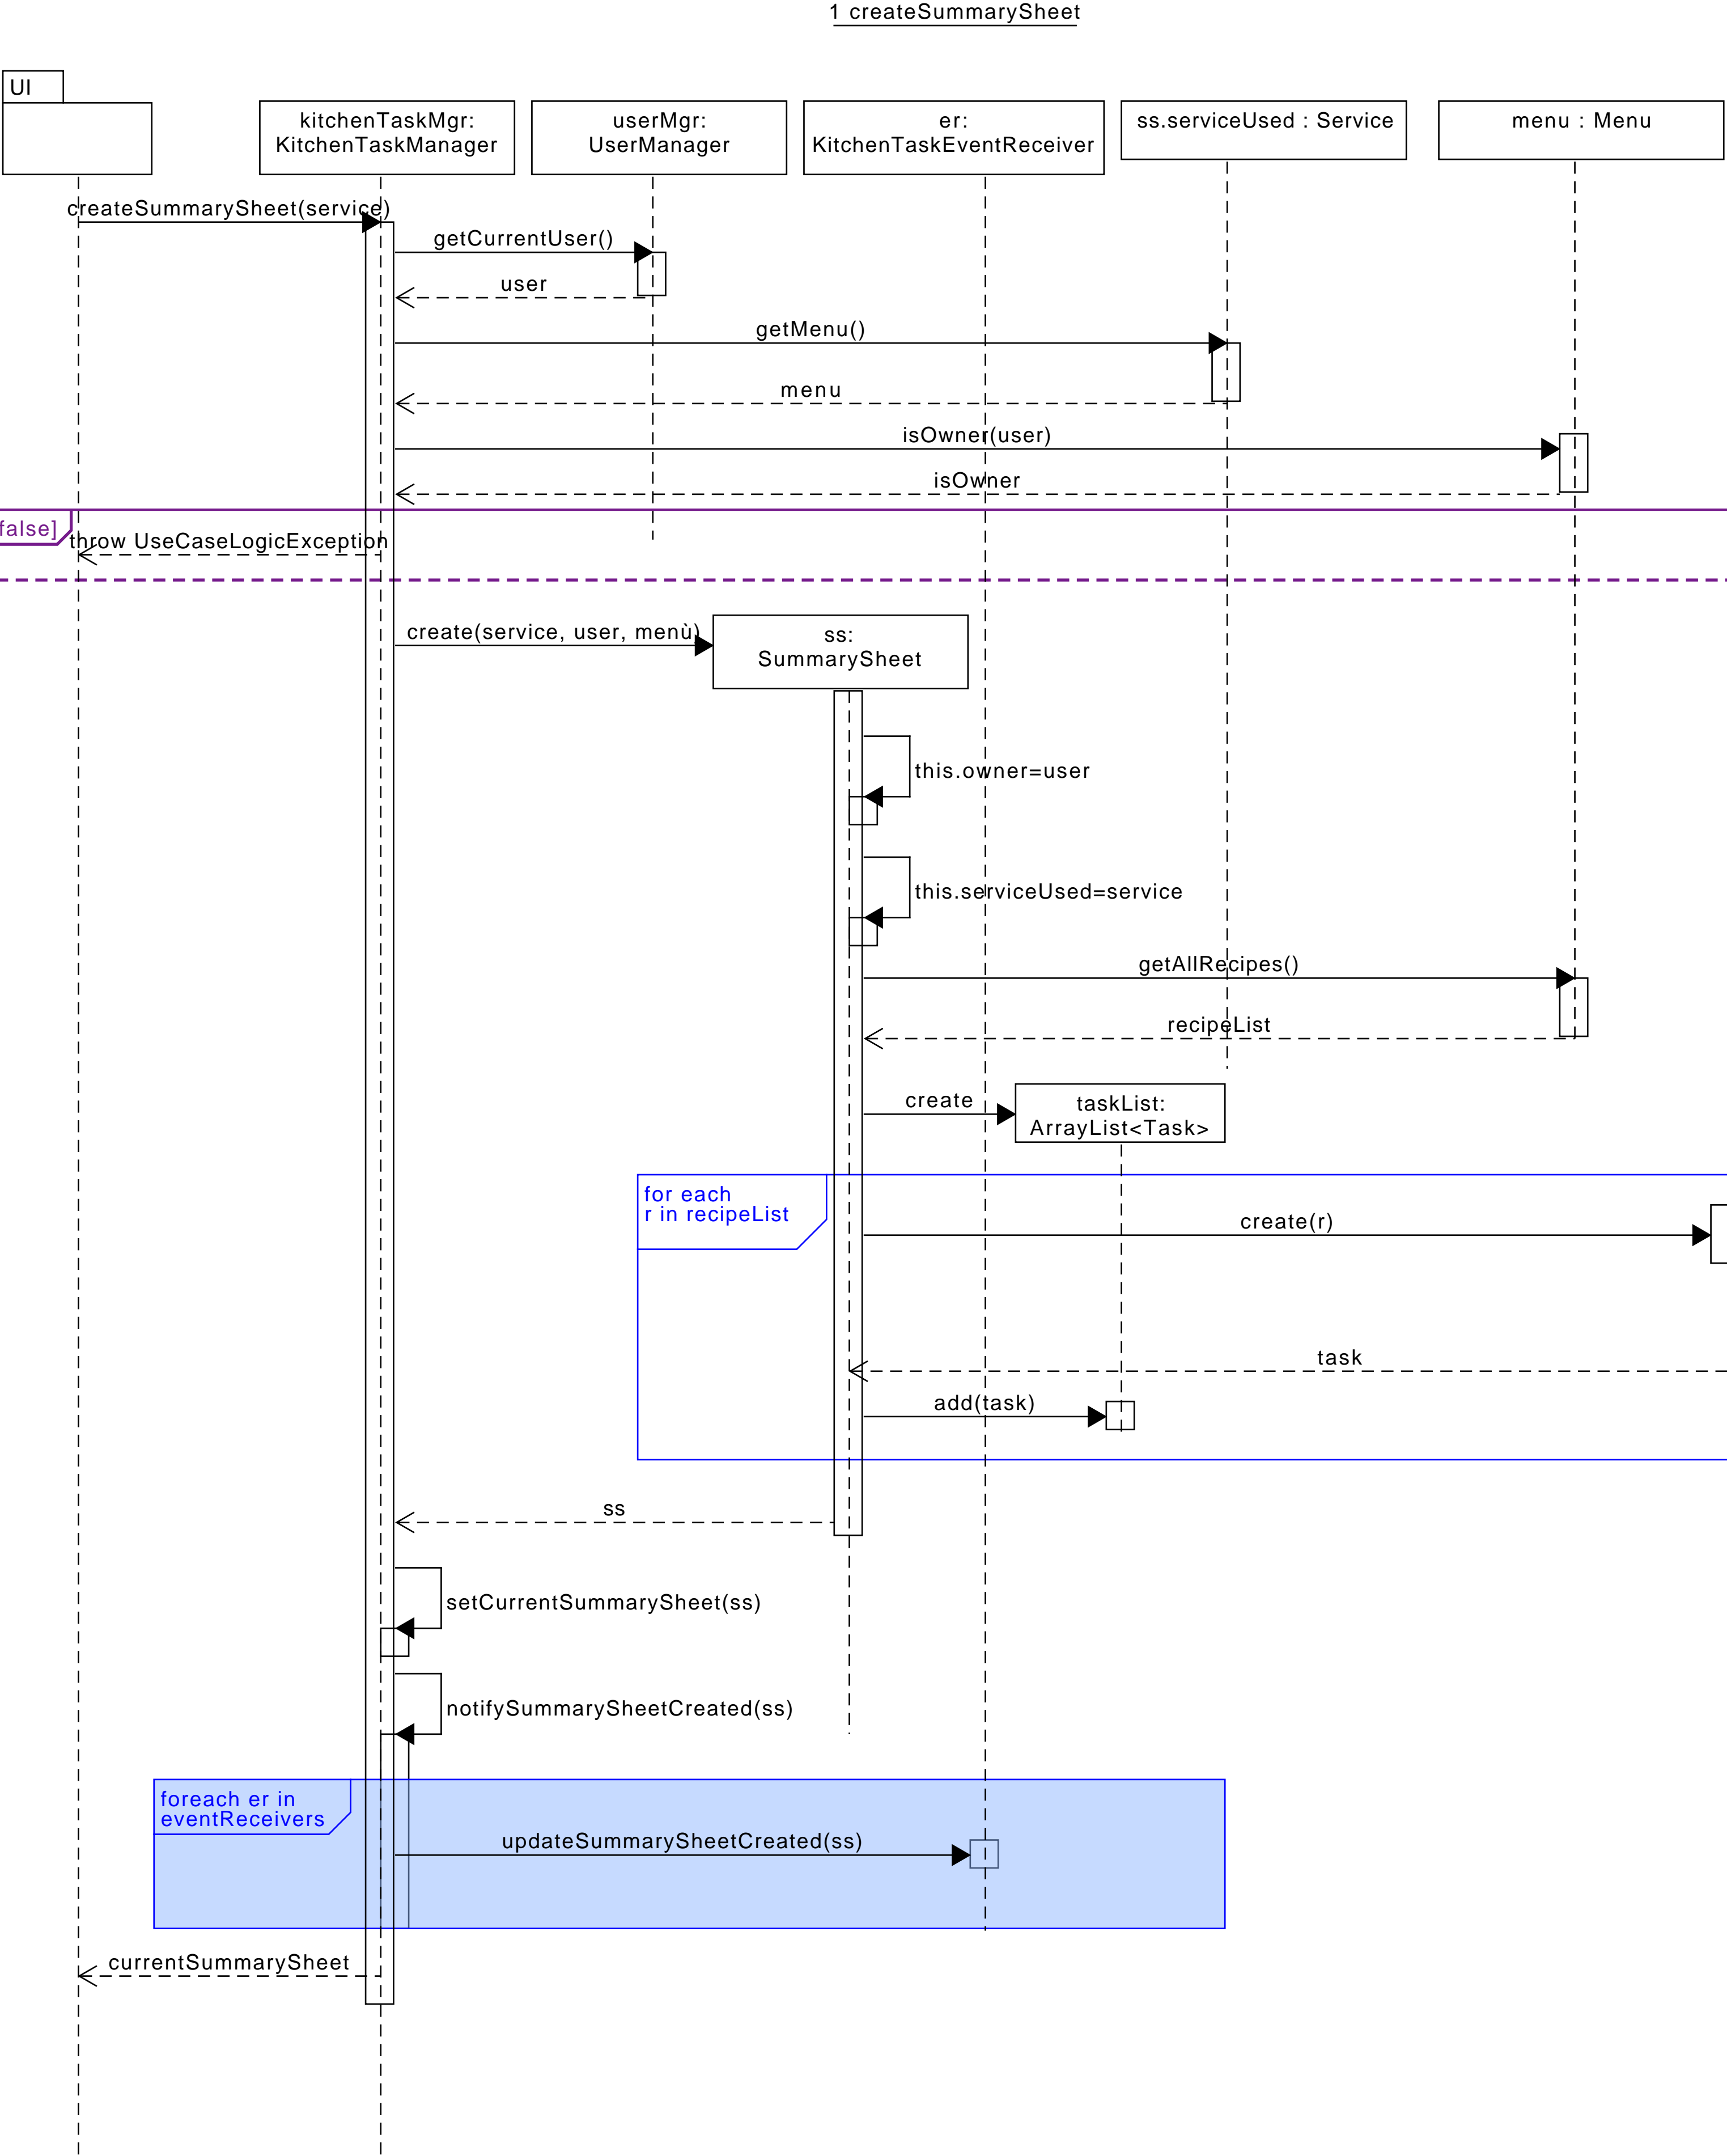 1 createSummarySheet
UI
kitchenTaskMgr:
KitchenTaskManager
userMgr:
UserManager
er:
KitchenTaskEventReceiver
ss.serviceUsed : Service
menu : Menu
createSummarySheet(service)
getCurrentUser()
user
getMenu()
menu
isOwner(user)
isOwner
false]
throw UseCaseLogicException
create(service, user, menù)
ss:
SummarySheet
this.owner=user
this.serviceUsed=service
getAllRecipes()
recipeList
create
taskList:
ArrayList<Task>
for each
r in recipeList
create(r)
task
add(task)
ss
setCurrentSummarySheet(ss)
notifySummarySheetCreated(ss)
foreach er in
eventReceivers
updateSummarySheetCreated(ss)
currentSummarySheet